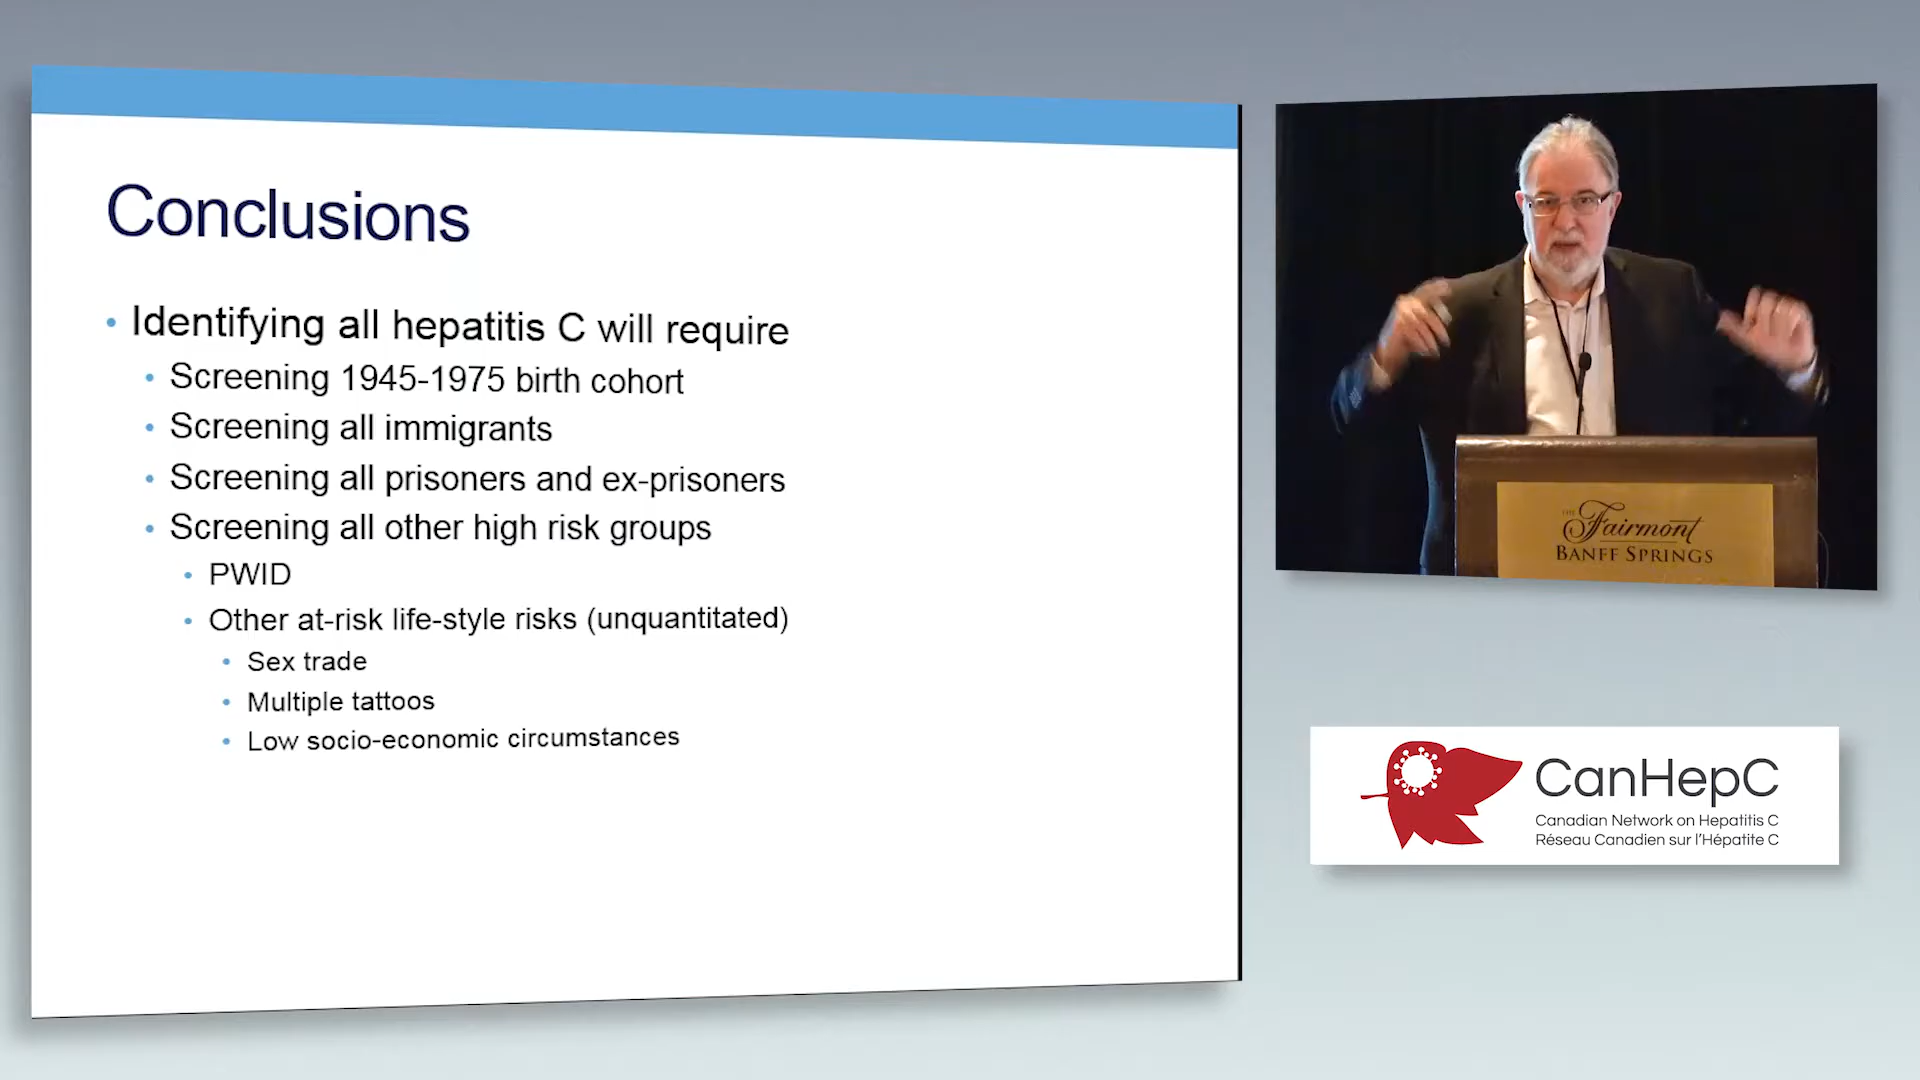 Conclusions
• Identifying all hepatitis C will require
• Screening 1945-1975 birth cohort
• Screening all immigrants
• Screening all prisoners and ex-prisoners
• Screening all other high risk groups
• PWID
• Other at-risk life-style risks (unquantitated)
• Sex trade
• Multiple tattoos
• Low socio-economic circumstances
THE Fairmont
BANFF SPRINGS
CanHepC
Canadian Network on Hepatitis C
Réseau Canadien sur l'Hépatite C